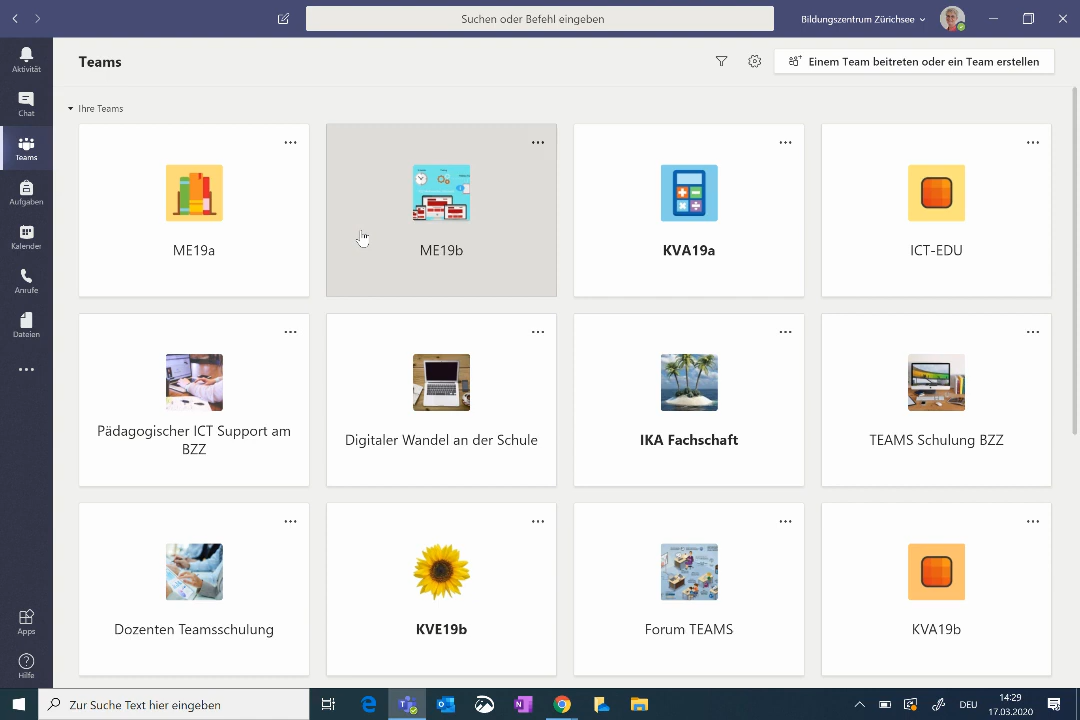 Suchen oder Befehl eingeben
Bildungszentrum Zürichsee
Aktivität
Chat
Teams
Aufgaben
Kalender
Anrufe
Dateien
Apps
Hilfe
Teams
Einem Team beitreten oder ein Team erstellen
Ihre Teams
ME19a
ME19b
KVA19a
ICT-EDU
Pädagogischer ICT Support am
BZZ
Digitaler Wandel an der Schule
IKA Fachschaft
TEAMS Schulung BZZ
Dozenten Teamsschulung
KVE19b
Forum TEAMS
KVA19b
Zur Suche Text hier eingeben
DEU
14:29
17.03.2020